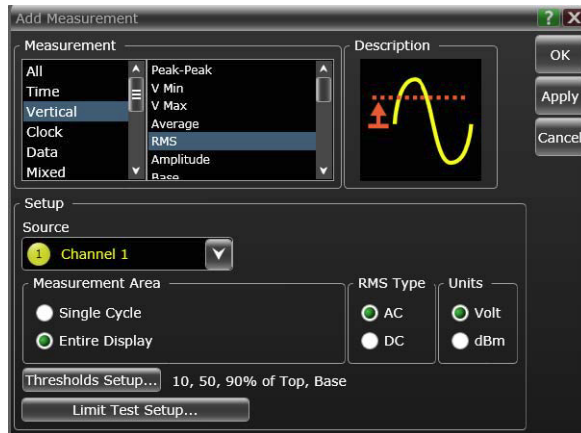 Add Measurement
? X
Measurement
Description
OK
All
Time
Vertical
Clock
Data
Mixed
Peak-Peak
V Min
V Max
Average
RMS
Amplitude
Base
Apply
Cancel
Setup
Source
1 Channel 1
Measurement Area
Single Cycle
Entire Display
RMS Type
AC
DC
Units
Volt
dBm
Thresholds Setup... 10, 50, 90% of Top, Base
Limit Test Setup...